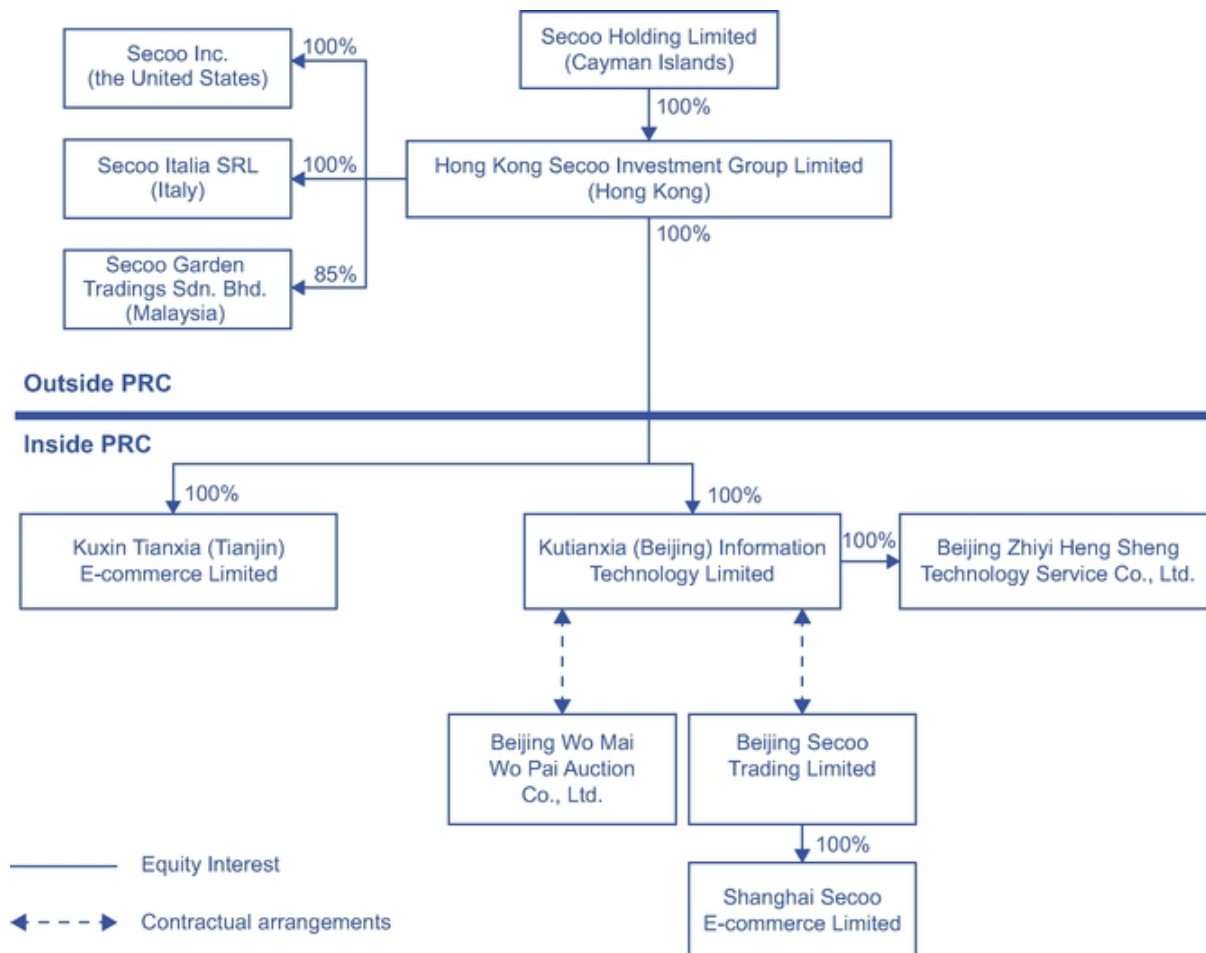 Secoo Holding Limited
(Cayman Islands)
100%
Secoo Inc.
(the United States)
100%
Hong Kong Secoo Investment Group Limited
(Hong Kong)
Secoo Italia SRL
(Italy)
100%
100%
Secoo Garden
Tradings Sdn. Bhd.
(Malaysia)
85%
Outside PRC
Inside PRC
100%
100%
Kuxin Tianxia (Tianjin)
E-commerce Limited
Kutianxia (Beijing) Information
Technology Limited
100%
Beijing Zhiyi Heng Sheng
Technology Service Co., Ltd.
Beijing Wo Mai
Wo Pai Auction
Co., Ltd.
Beijing Secoo
Trading Limited
100%
Shanghai Secoo
E-commerce Limited
Equity Interest
Contractual arrangements